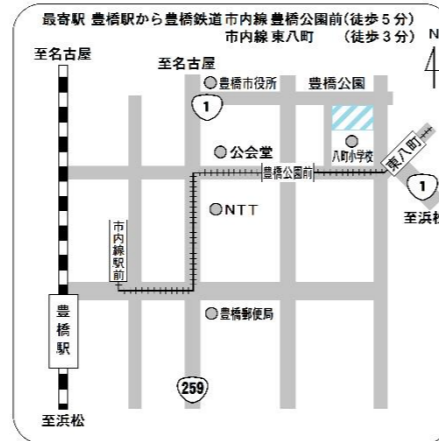 最寄駅 豊橋駅から豊橋鉄道 市内線 豊橋公園前(徒歩5分)
市内線 東八町 (徒歩3分)
N
至名古屋
至名古屋
豊橋市役所
豊橋公園
1
公会堂
八町小学校
東八町
豊橋公園前
1
至浜松
NTT
市内線駅前
豊橋駅
豊橋郵便局
259
至浜松